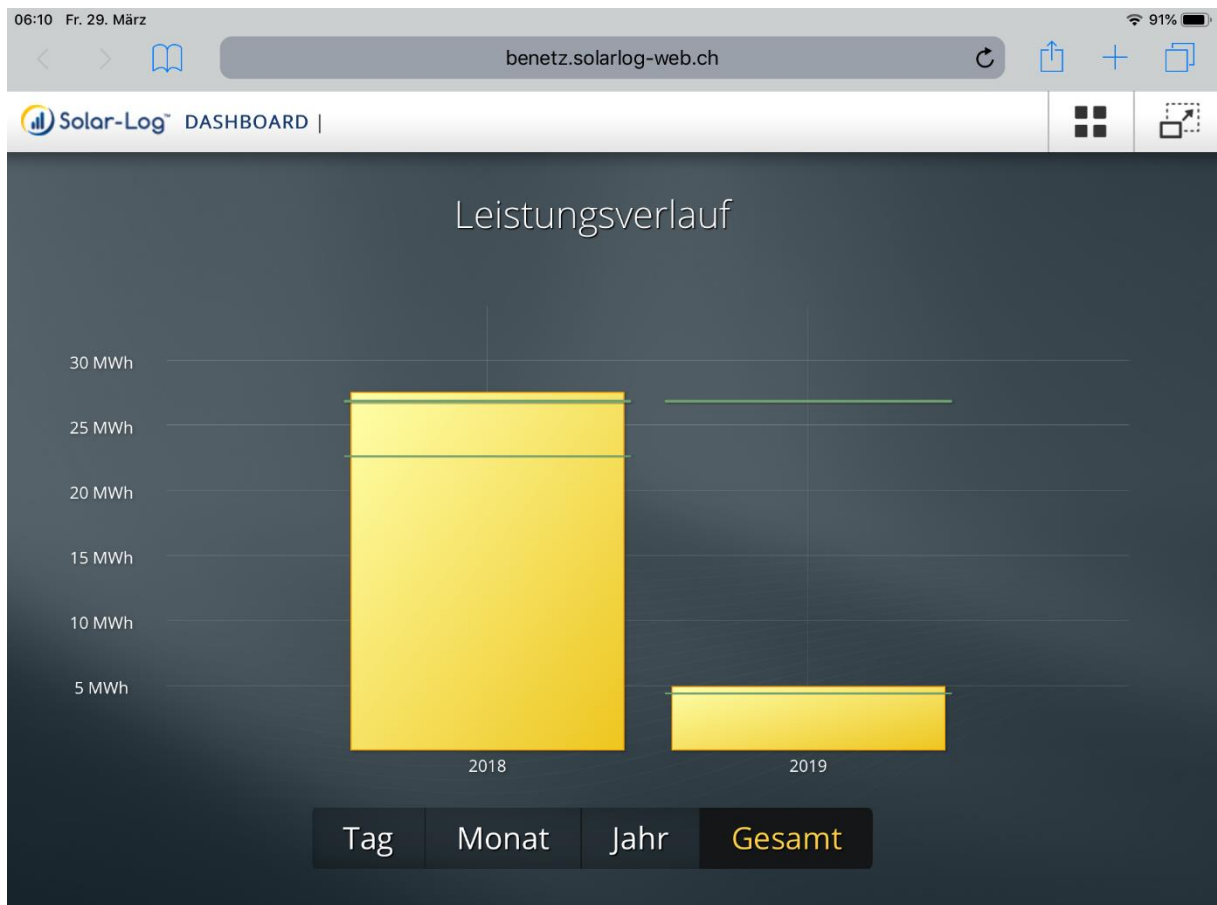 06:10 Fr. 29. März 91%
benetz.solarlog-web.ch
Solar-Log™ DASHBOARD |
Leistungsverlauf
30 MWh
25 MWh
20 MWh
15 MWh
10 MWh
5 MWh
2018 2019
Tag Monat Jahr Gesamt